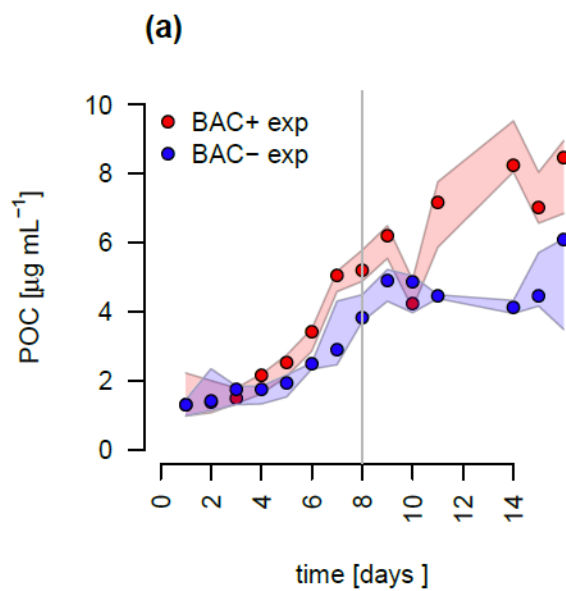 (a)
10
8
6
4
2
0
POC [µg mL⁻¹]
BAC+ exp
BAC− exp
0 2 4 6 8 10 12 14
time [days ]